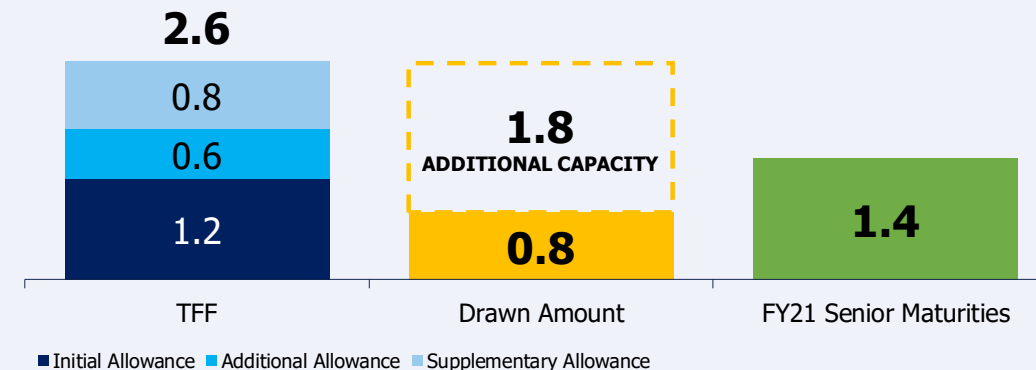 2.6
0.8
0.6
1.2
1.8
ADDITIONAL CAPACITY
0.8
1.4
TFF
Drawn Amount
FY21 Senior Maturities
Initial Allowance Additional Allowance Supplementary Allowance